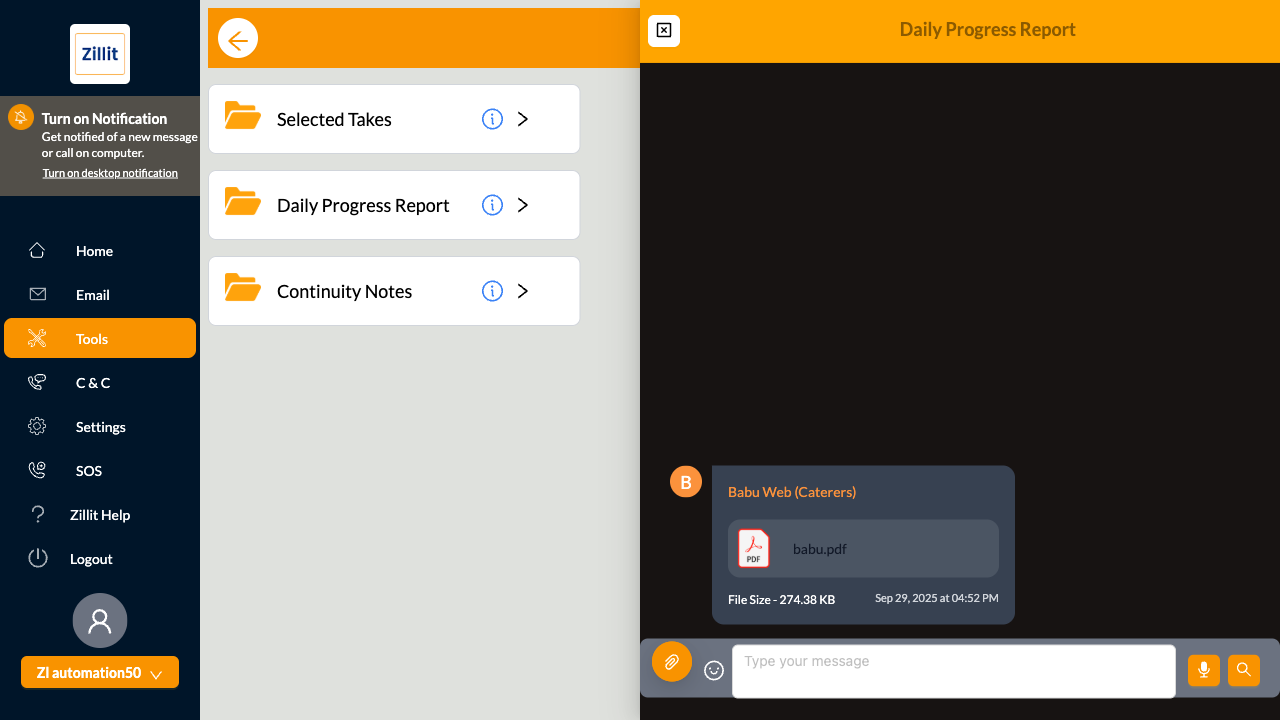 Zillit
Turn on Notification
Get notified of a new message
or call on computer.
Turn on desktop notification
Home
Email
Tools
C & C
Settings
SOS
Zillit Help
Logout
ZI automation50
Selected Takes
Daily Progress Report
Continuity Notes
Daily Progress Report
B
Babu Web (Caterers)
PDF
babu.pdf
File Size - 274.38 KB
Sep 29, 2025 at 04:52 PM
Type your message